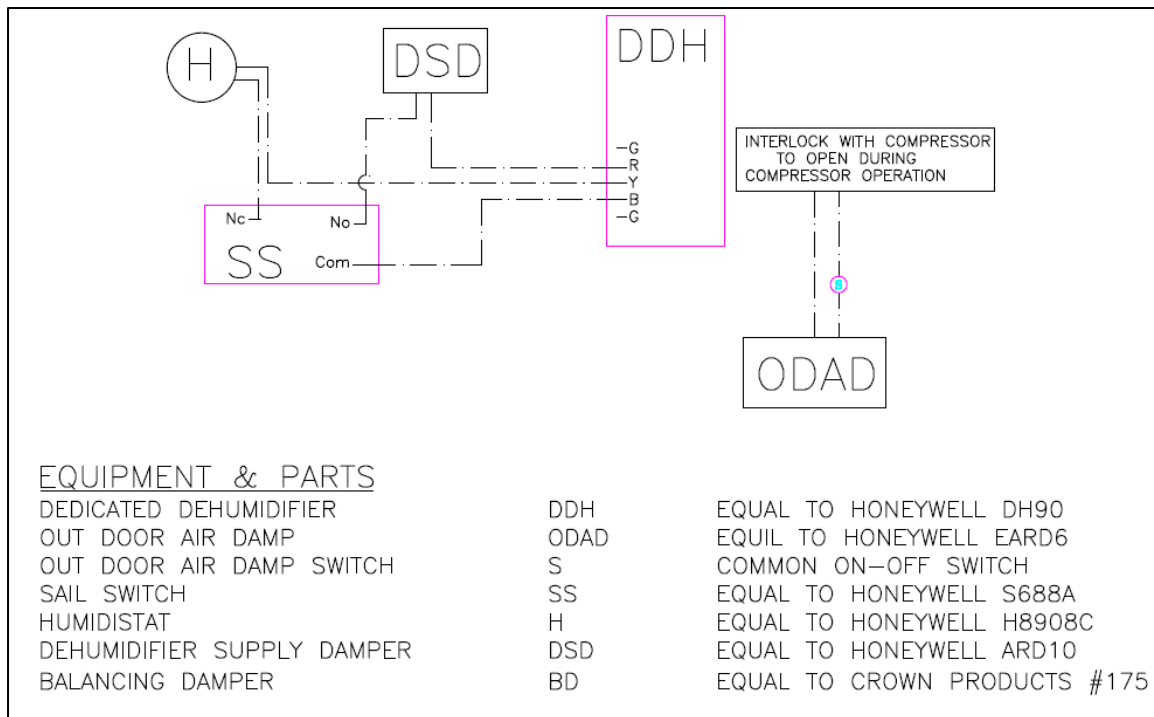 H
DSD
DDH
-G
R
Y
B
-G
INTERLOCK WITH COMPRESSOR
TO OPEN DURING
COMPRESSOR OPERATION
Nc
No
SS
Com
S
ODAD
EQUIPMENT & PARTS
DEDICATED DEHUMIDIFIER DDH EQUAL TO HONEYWELL DH90
OUT DOOR AIR DAMP ODAD EQUIL TO HONEYWELL EARD6
OUT DOOR AIR DAMP SWITCH S COMMON ON-OFF SWITCH
SAIL SWITCH SS EQUAL TO HONEYWELL S688A
HUMIDISTAT H EQUAL TO HONEYWELL H8908C
DEHUMIDIFIER SUPPLY DAMPER DSD EQUAL TO HONEYWELL ARD10
BALANCING DAMPER BD EQUAL TO CROWN PRODUCTS #175